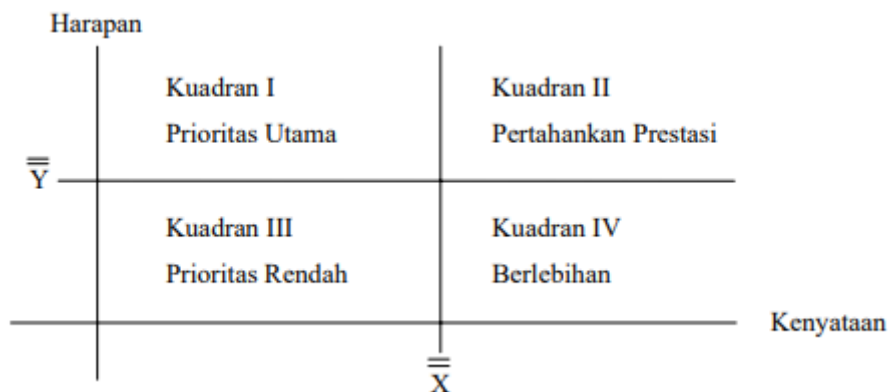 Harapan
Kuadran I
Prioritas Utama
Kuadran II
Pertahankan Prestasi
Y
Kuadran III
Prioritas Rendah
Kuadran IV
Berlebihan
Kenyataan
X